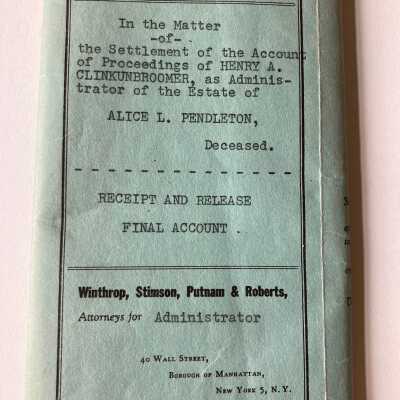 In the Matter
-of-
the Settlement of the Account
of Proceedings of HENRY A.
CLINKUNBROOMER, as Adminis-
trator of the Estate of
ALICE L. PENDLETON,
Deceased.
RECEIPT AND RELEASE
FINAL ACCOUNT.
Winthrop, Stimson, Putnam & Roberts,
Attorneys for Administrator
40 WALL STREET,
BOROUGH OF MANHATTAN,
NEW YORK 5, N. Y.